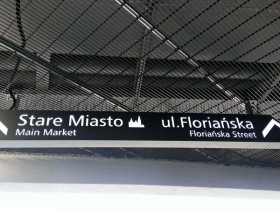 Stare Miasto
Main Market
ul.Floriańska
Floriańska Street